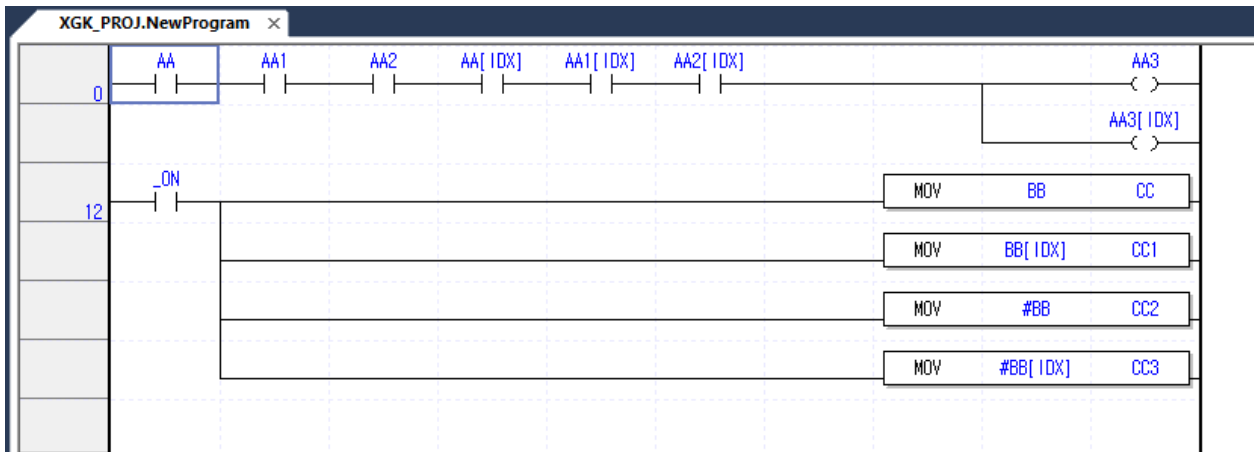 XGK_PROJ.NewProgram ×
AA AA1 AA2 AA[IDX] AA1[IDX] AA2[IDX] AA3
0
AA3[IDX]
_ON
12 MOV BB CC
MOV BB[IDX] CC1
MOV #BB CC2
MOV #BB[IDX] CC3